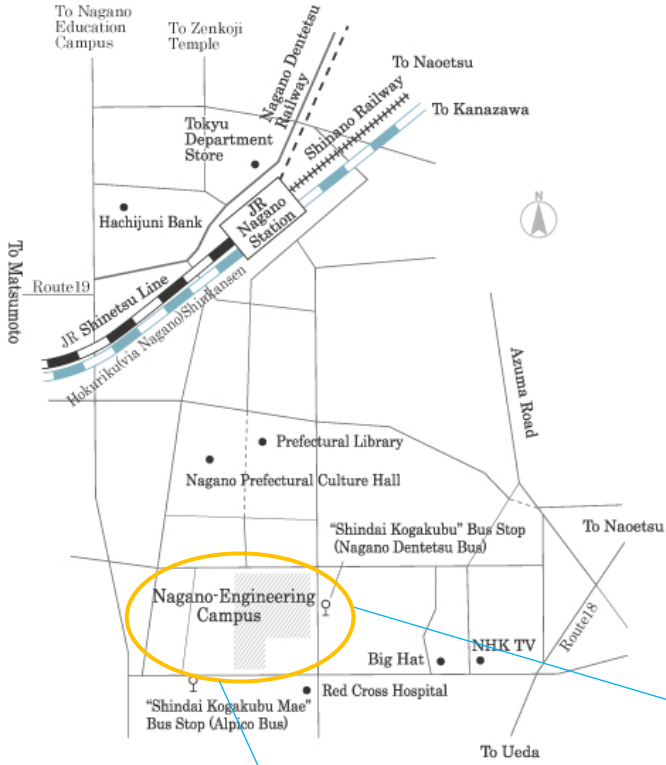 To Nagano
Education
Campus
To Zenkoji
Temple
Nagano Dentetsu
Railway
To Naoetsu
Shinano Railway
To Kanazawa
Tokyu
Department
Store
N
JR
Nagano
Station
Hachijuni Bank
To Matsumoto
Route19
JR Shinetsu Line
Hokuriku(via Nagano)Shinkansen
Azuma Road
Prefectural Library
Nagano Prefectural Culture Hall
"Shindai Kogakubu" Bus Stop
(Nagano Dentetsu Bus)
To Naoetsu
Nagano-Engineering
Campus
Route18
NHK TV
Big Hat
Red Cross Hospital
"Shindai Kogakubu Mae"
Bus Stop (Alpico Bus)
To Ueda